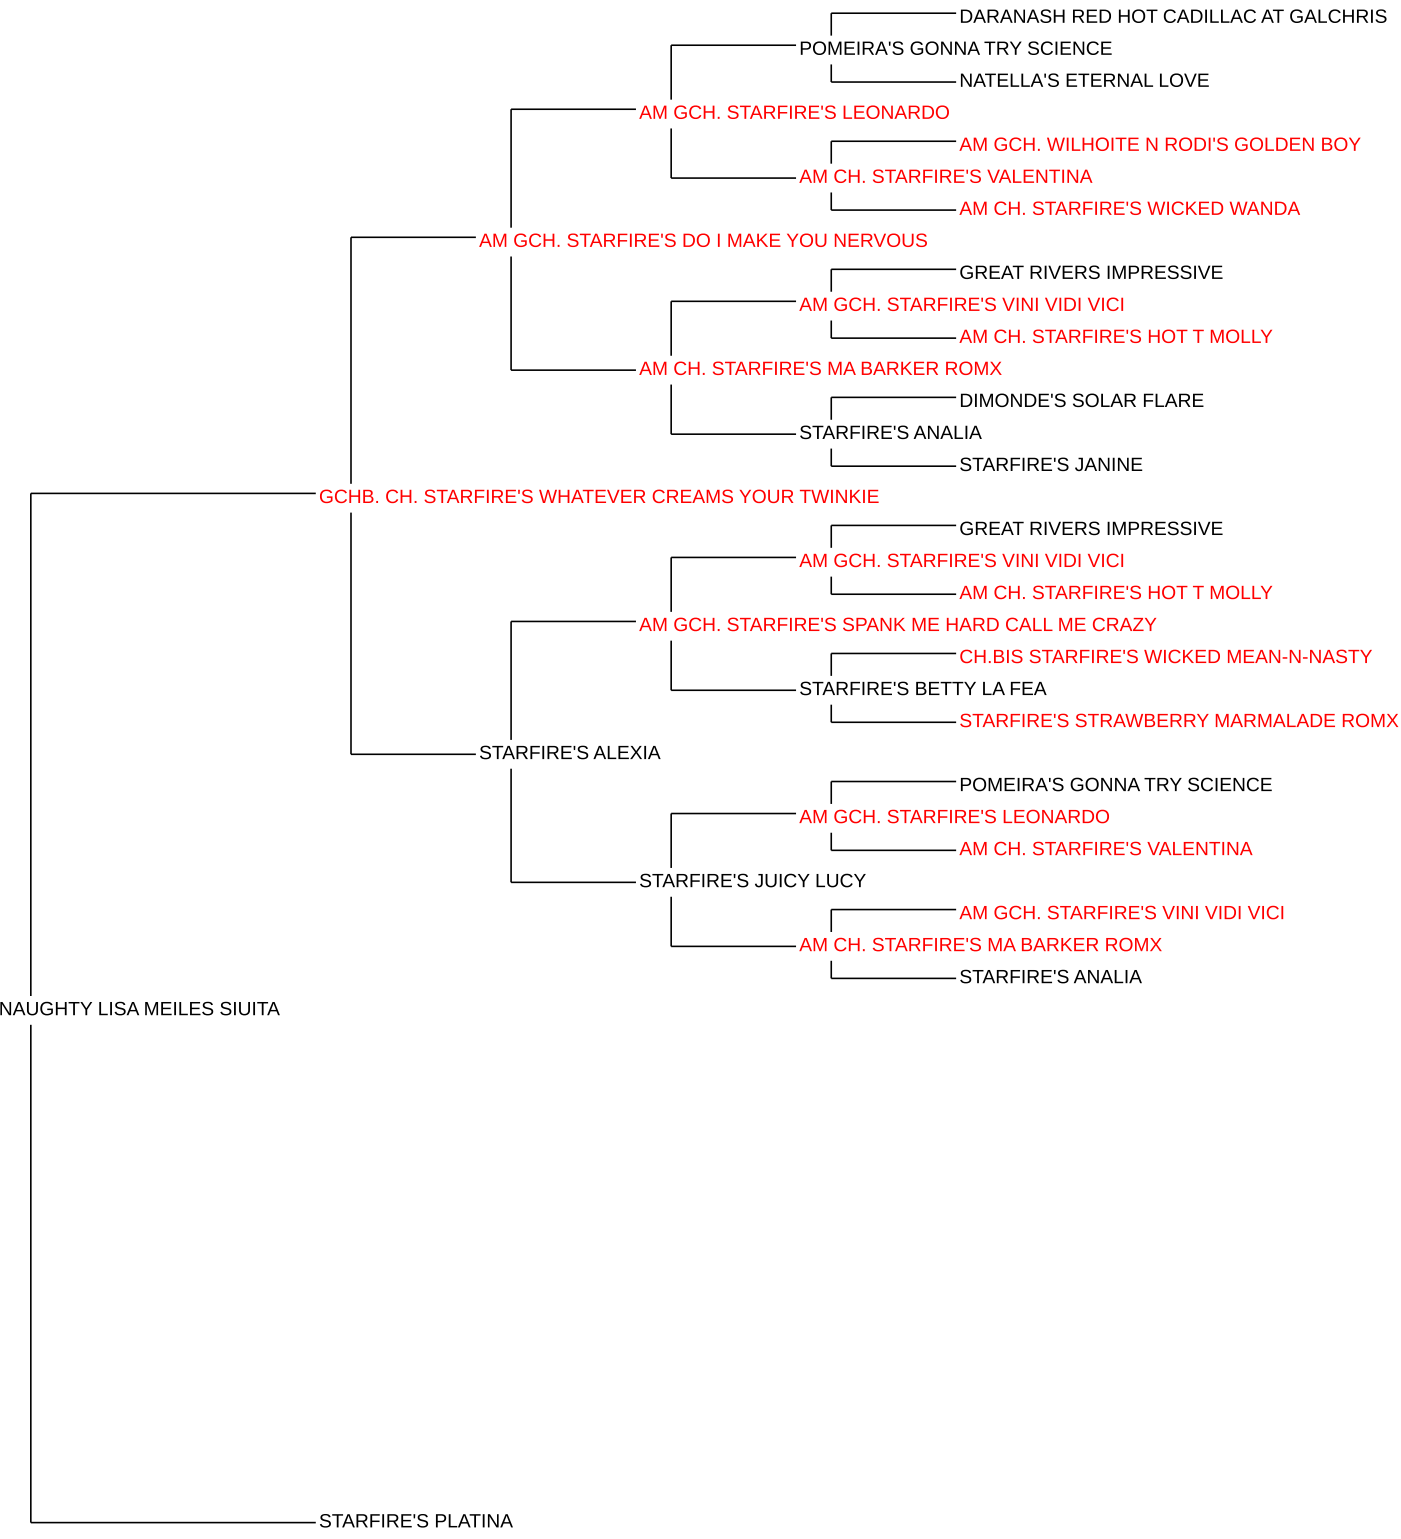 DARANASH RED HOT CADILLAC AT GALCHRIS
POMEIRA'S GONNA TRY SCIENCE
NATELLA'S ETERNAL LOVE
AM GCH. STARFIRE'S LEONARDO
AM GCH. WILHOITE N RODI'S GOLDEN BOY
AM CH. STARFIRE'S VALENTINA
AM CH. STARFIRE'S WICKED WANDA
AM GCH. STARFIRE'S DO I MAKE YOU NERVOUS
GREAT RIVERS IMPRESSIVE
AM GCH. STARFIRE'S VINI VIDI VICI
AM CH. STARFIRE'S HOT T MOLLY
AM CH. STARFIRE'S MA BARKER ROMX
DIMONDE'S SOLAR FLARE
STARFIRE'S ANALIA
STARFIRE'S JANINE
GCHB. CH. STARFIRE'S WHATEVER CREAMS YOUR TWINKIE
GREAT RIVERS IMPRESSIVE
AM GCH. STARFIRE'S VINI VIDI VICI
AM CH. STARFIRE'S HOT T MOLLY
AM GCH. STARFIRE'S SPANK ME HARD CALL ME CRAZY
CH.BIS STARFIRE'S WICKED MEAN-N-NASTY
STARFIRE'S BETTY LA FEA
STARFIRE'S STRAWBERRY MARMALADE ROMX
STARFIRE'S ALEXIA
POMEIRA'S GONNA TRY SCIENCE
AM GCH. STARFIRE'S LEONARDO
AM CH. STARFIRE'S VALENTINA
STARFIRE'S JUICY LUCY
AM GCH. STARFIRE'S VINI VIDI VICI
AM CH. STARFIRE'S MA BARKER ROMX
STARFIRE'S ANALIA
NAUGHTY LISA MEILES SIUITA
STARFIRE'S PLATINA